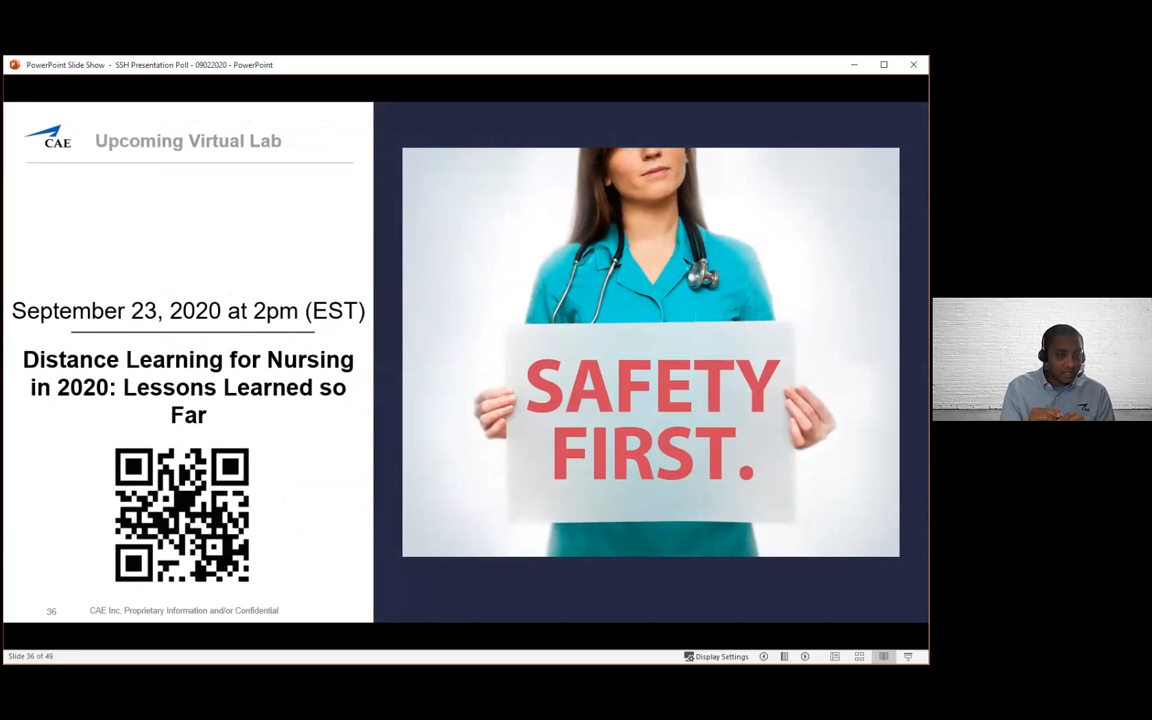 PowerPoint Slide Show - SSH Presentation Poll - 09022020 - PowerPoint
CAE
Upcoming Virtual Lab
September 23, 2020 at 2pm (EST)
Distance Learning for Nursing
in 2020: Lessons Learned so
Far
36
CAE Inc. Proprietary Information and/or Confidential
SAFETY
FIRST.
Slide 36 of 49
Display Settings